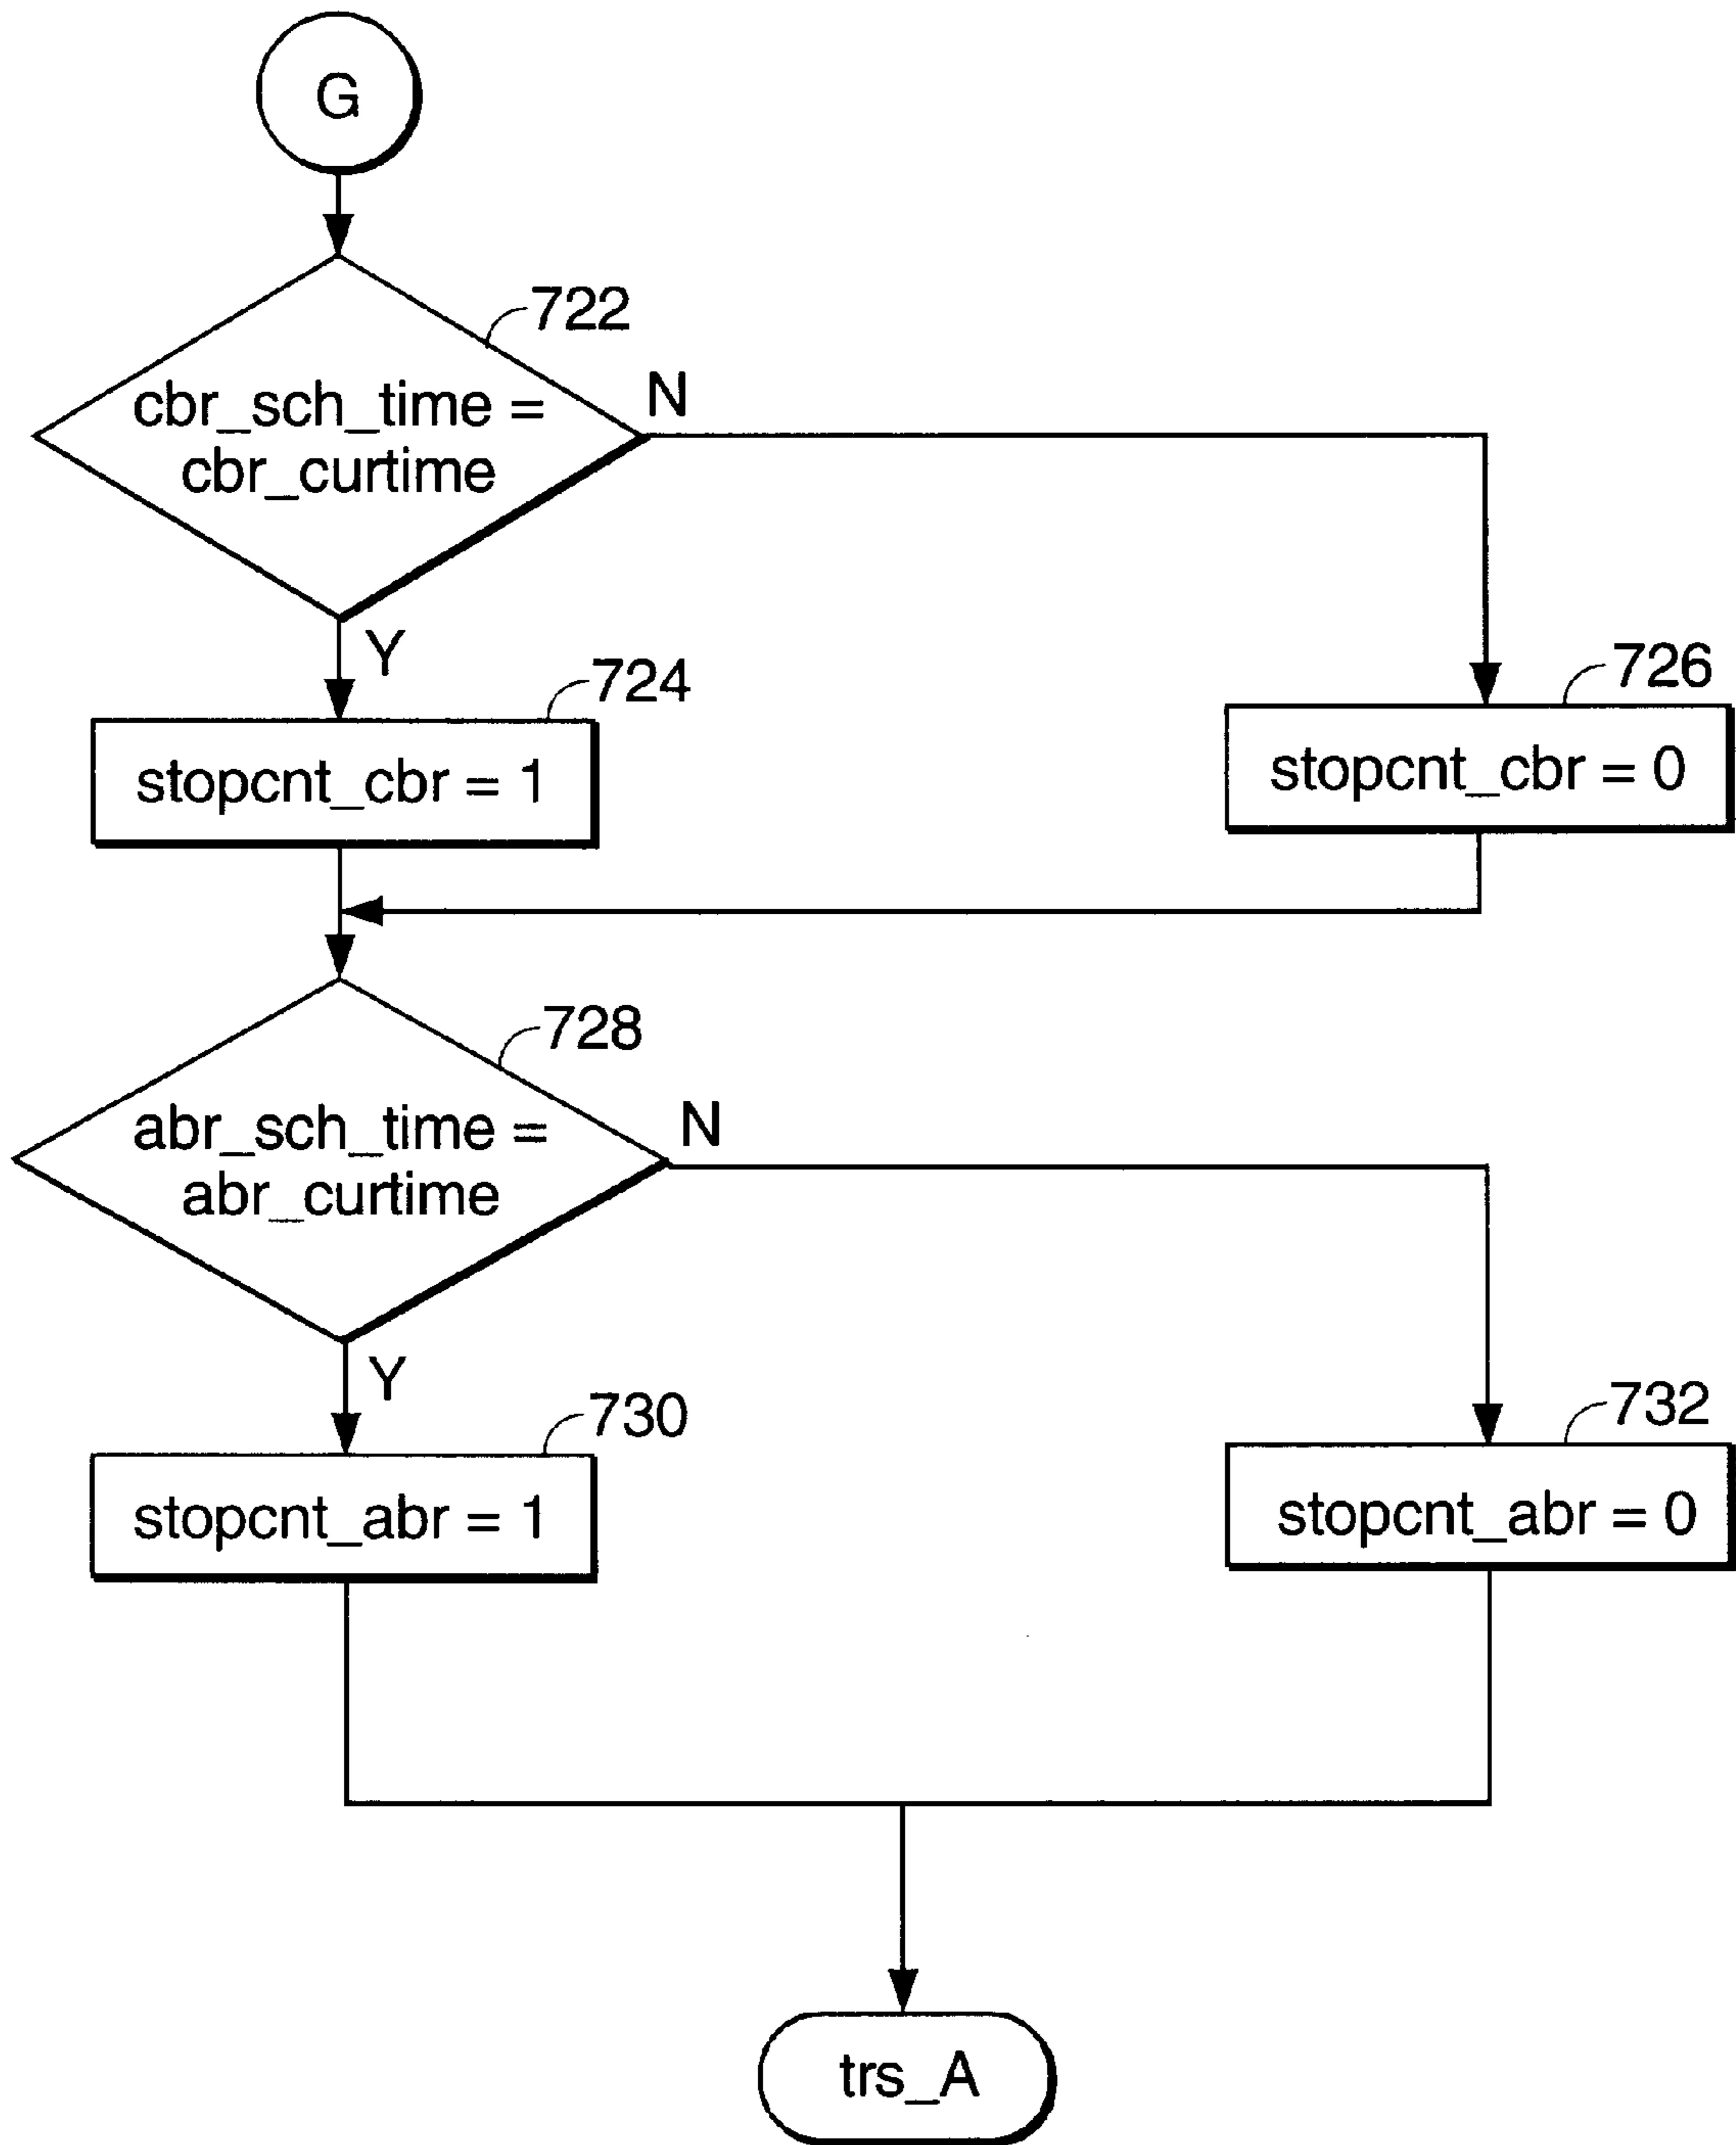 G
722
cbr_sch_time =
cbr_curtime
N
Y
724
stopcnt_cbr = 1
726
stopcnt_cbr = 0
728
abr_sch_time =
abr_curtime
N
Y
730
stopcnt_abr = 1
732
stopcnt_abr = 0
trs_A